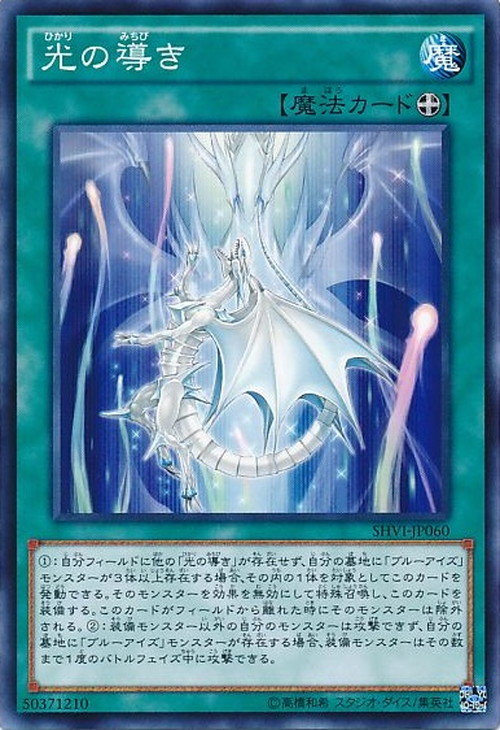 光の導き
魔
【魔法カード】
SHVI-JP060
①：自分フィールドに他の「光の導き」が存在せず、自分の墓地に「ブルーアイズ」
モンスターが３体以上存在する場合、その内の１体を対象としてこのカードを
発動できる。そのモンスターを効果を無効にして特殊召喚し、このカードを
装備する。このカードがフィールドから離れた時にそのモンスターは除外
される。②：装備モンスター以外の自分のモンスターは攻撃できず、自分の
墓地に「ブルーアイズ」モンスターが存在する場合、装備モンスターはその数
まで１度のバトルフェイズ中に攻撃できる。
50371210
©高橋和希 スタジオ・ダイス/集英社